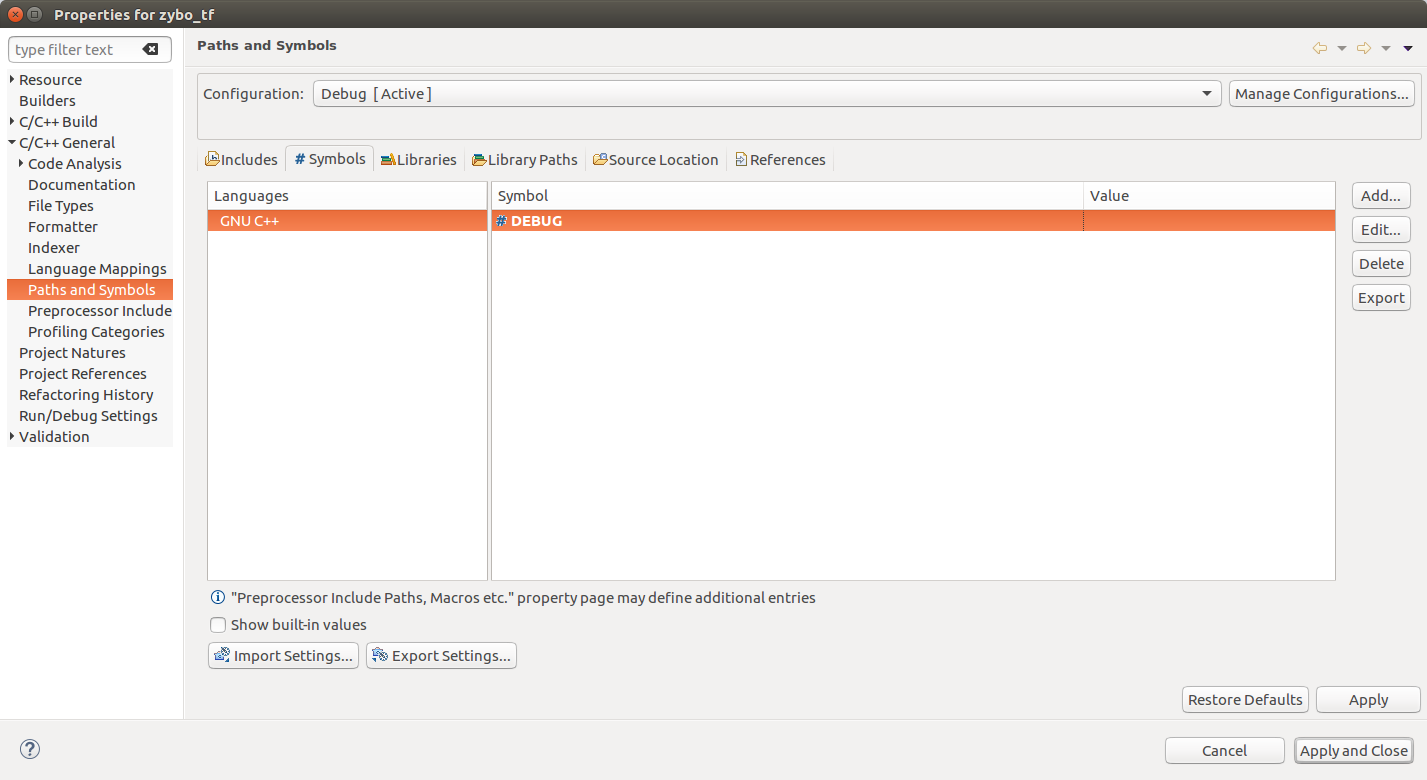 Properties for zybo_tf
type filter text
Resource
Builders
C/C++ Build
C/C++ General
Code Analysis
Documentation
File Types
Formatter
Indexer
Language Mappings
Paths and Symbols
Preprocessor Include
Profiling Categories
Project Natures
Project References
Refactoring History
Run/Debug Settings
Validation
Paths and Symbols
Configuration: Debug [ Active ] Manage Configurations...
Includes # Symbols Libraries Library Paths Source Location References
Languages Symbol Value
GNU C++ # DEBUG
Add...
Edit...
Delete
Export
"Preprocessor Include Paths, Macros etc." property page may define additional entries
Show built-in values
Import Settings... Export Settings...
Restore Defaults Apply
Cancel Apply and Close